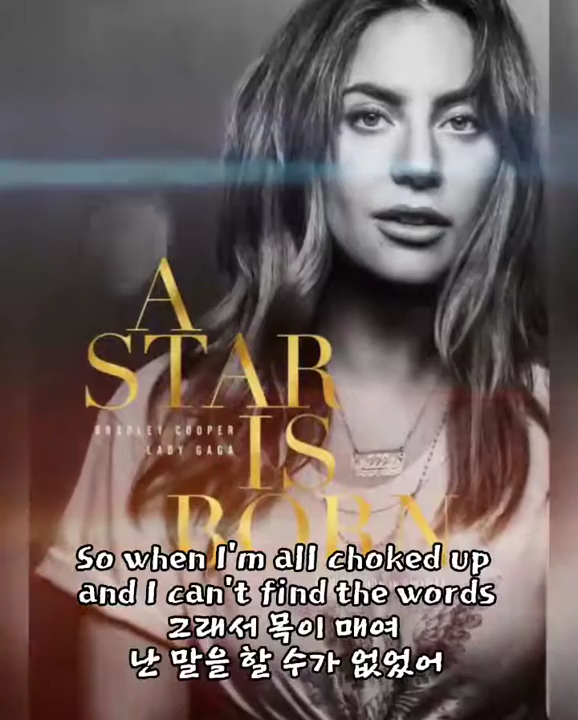 A
STAR
BRADLEY COOPER
IS
LADY GAGA
BORN
So when I'm all choked up
and I can't find the words
그래서 목이 매여
난 말을 할 수가 없었어